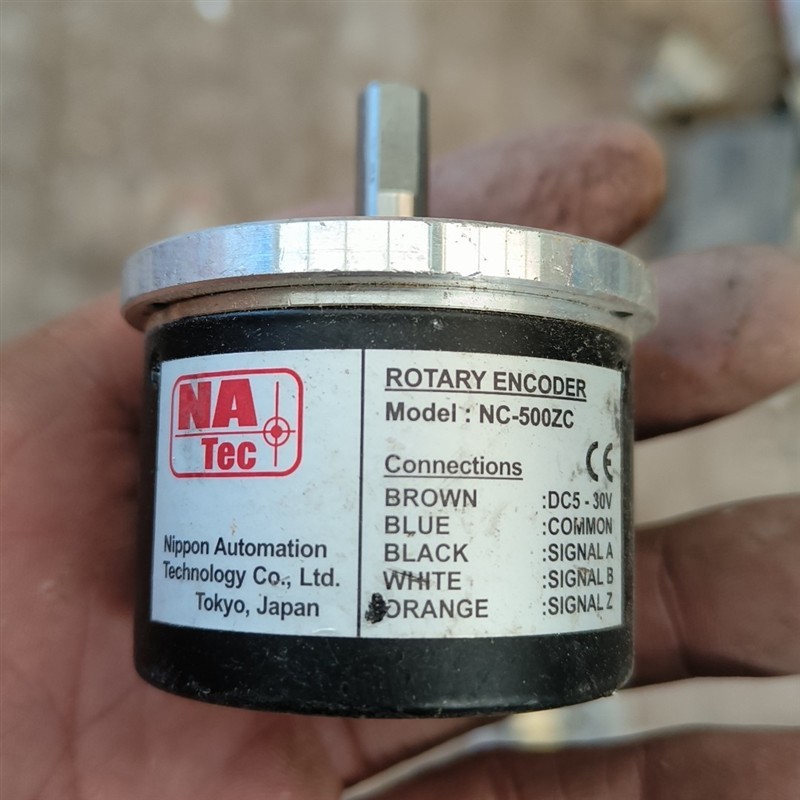 NA
Tec
Nippon Automation
Technology Co., Ltd.
Tokyo, Japan
ROTARY ENCODER
Model : NC-500ZC
CE
Connections
BROWN :DC5 - 30V
BLUE :COMMON
BLACK :SIGNAL A
WHITE :SIGNAL B
ORANGE :SIGNAL Z